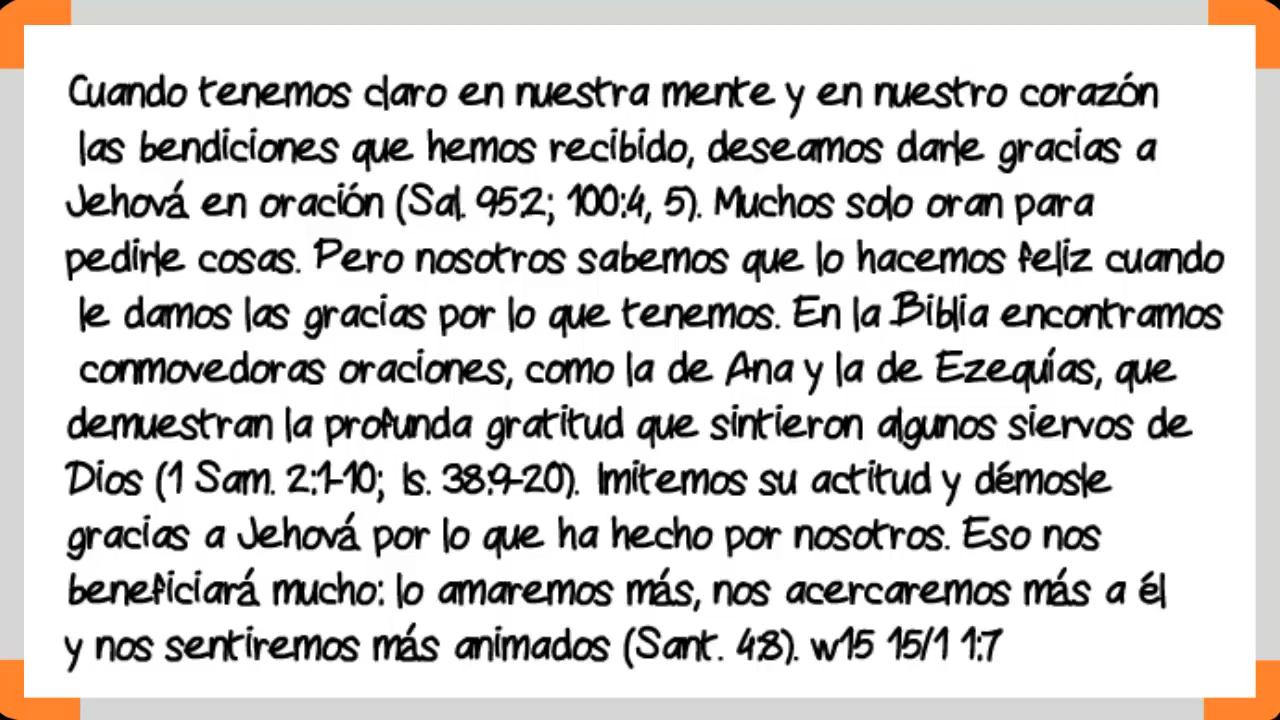 Cuando tenemos claro en nuestra mente y en nuestro corazón
las bendiciones que hemos recibido, deseamos darle gracias a
Jehová en oración (Sal. 95:2; 100:4, 5). Muchos solo oran para
pedirle cosas. Pero nosotros sabemos que lo hacemos feliz cuando
le damos las gracias por lo que tenemos. En la Biblia encontramos
conmovedoras oraciones, como la de Ana y la de Ezequías, que
demuestran la profunda gratitud que sintieron algunos siervos de
Dios (1 Sam. 2:1-10; Is. 38:9-20). Imitemos su actitud y démosle
gracias a Jehová por lo que ha hecho por nosotros. Eso nos
beneficiará mucho: lo amaremos más, nos acercaremos más a él
y nos sentiremos más animados (Sant. 4:8). w15 15/1 1:7